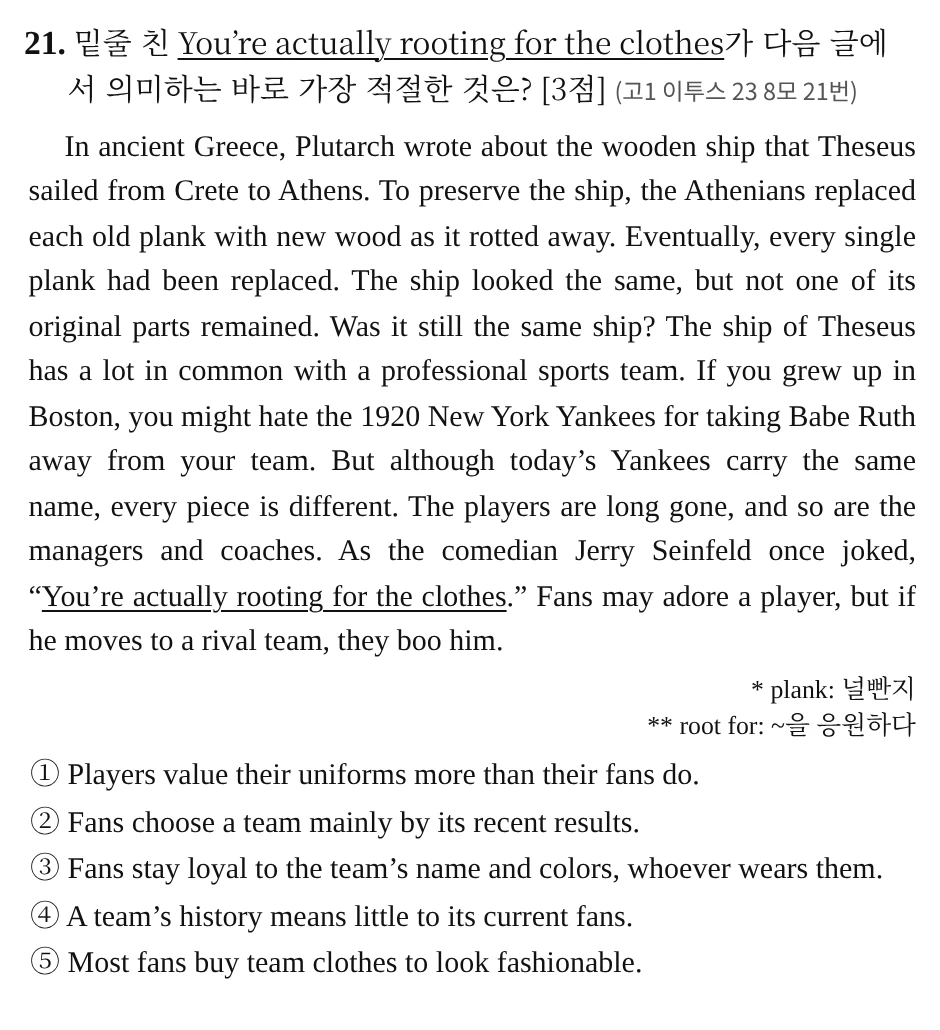 21. 밑줄 친 You’re actually rooting for the clothes가 다음 글에
서 의미하는 바로 가장 적절한 것은? [3점] (고1 이투스 23 8모 21번)
In ancient Greece, Plutarch wrote about the wooden ship that Theseus
sailed from Crete to Athens. To preserve the ship, the Athenians replaced
each old plank with new wood as it rotted away. Eventually, every single
plank had been replaced. The ship looked the same, but not one of its
original parts remained. Was it still the same ship? The ship of Theseus
has a lot in common with a professional sports team. If you grew up in
Boston, you might hate the 1920 New York Yankees for taking Babe Ruth
away from your team. But although today’s Yankees carry the same
name, every piece is different. The players are long gone, and so are the
managers and coaches. As the comedian Jerry Seinfeld once joked,
“You’re actually rooting for the clothes.” Fans may adore a player, but if
he moves to a rival team, they boo him.
* plank: 널빤지
** root for: ~을 응원하다
① Players value their uniforms more than their fans do.
② Fans choose a team mainly by its recent results.
③ Fans stay loyal to the team’s name and colors, whoever wears them.
④ A team’s history means little to its current fans.
⑤ Most fans buy team clothes to look fashionable.